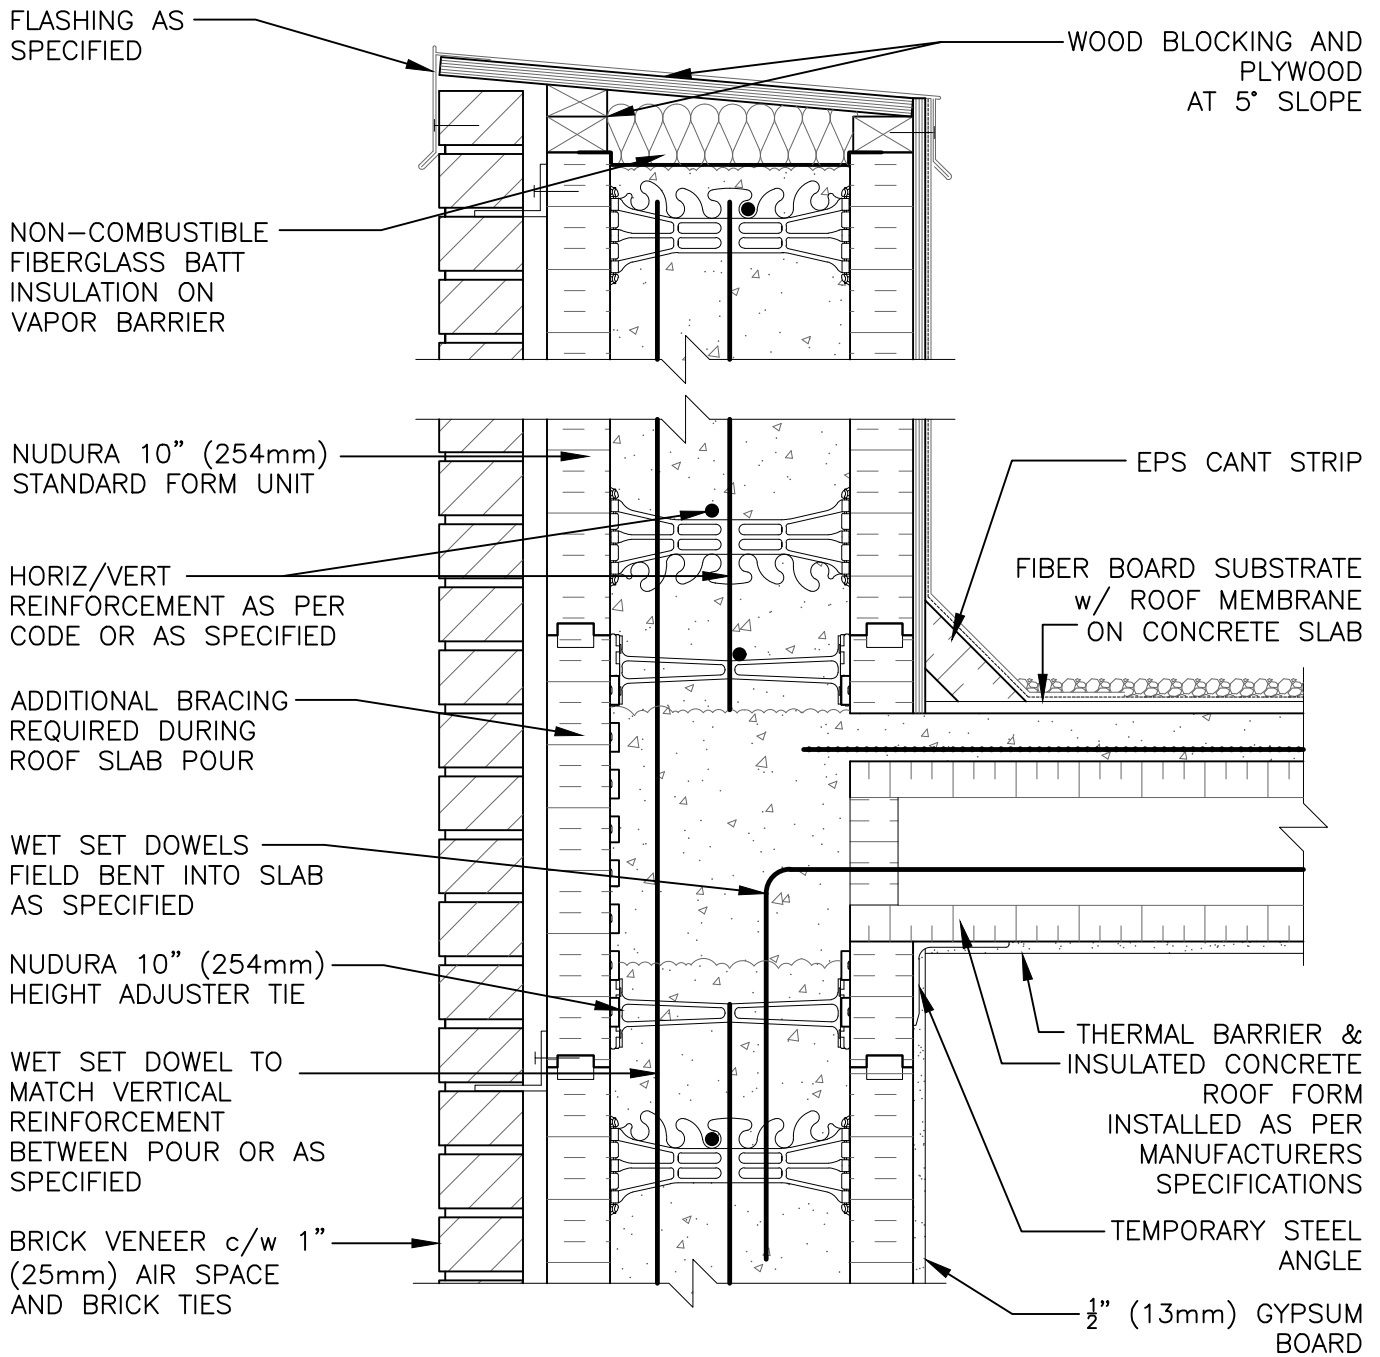 FLASHING AS
SPECIFIED
WOOD BLOCKING AND
PLYWOOD
AT 5° SLOPE
NON-COMBUSTIBLE
FIBERGLASS BATT
INSULATION ON
VAPOR BARRIER
NUDURA 10" (254mm)
STANDARD FORM UNIT
EPS CANT STRIP
HORIZ/VERT
REINFORCEMENT AS PER
CODE OR AS SPECIFIED
FIBER BOARD SUBSTRATE
w/ ROOF MEMBRANE
ON CONCRETE SLAB
ADDITIONAL BRACING
REQUIRED DURING
ROOF SLAB POUR
WET SET DOWELS
FIELD BENT INTO SLAB
AS SPECIFIED
NUDURA 10" (254mm)
HEIGHT ADJUSTER TIE
WET SET DOWEL TO
MATCH VERTICAL
REINFORCEMENT
BETWEEN POUR OR AS
SPECIFIED
THERMAL BARRIER &
INSULATED CONCRETE
ROOF FORM
INSTALLED AS PER
MANUFACTURERS
SPECIFICATIONS
BRICK VENEER c/w 1"
(25mm) AIR SPACE
AND BRICK TIES
TEMPORARY STEEL
ANGLE
½" (13mm) GYPSUM
BOARD